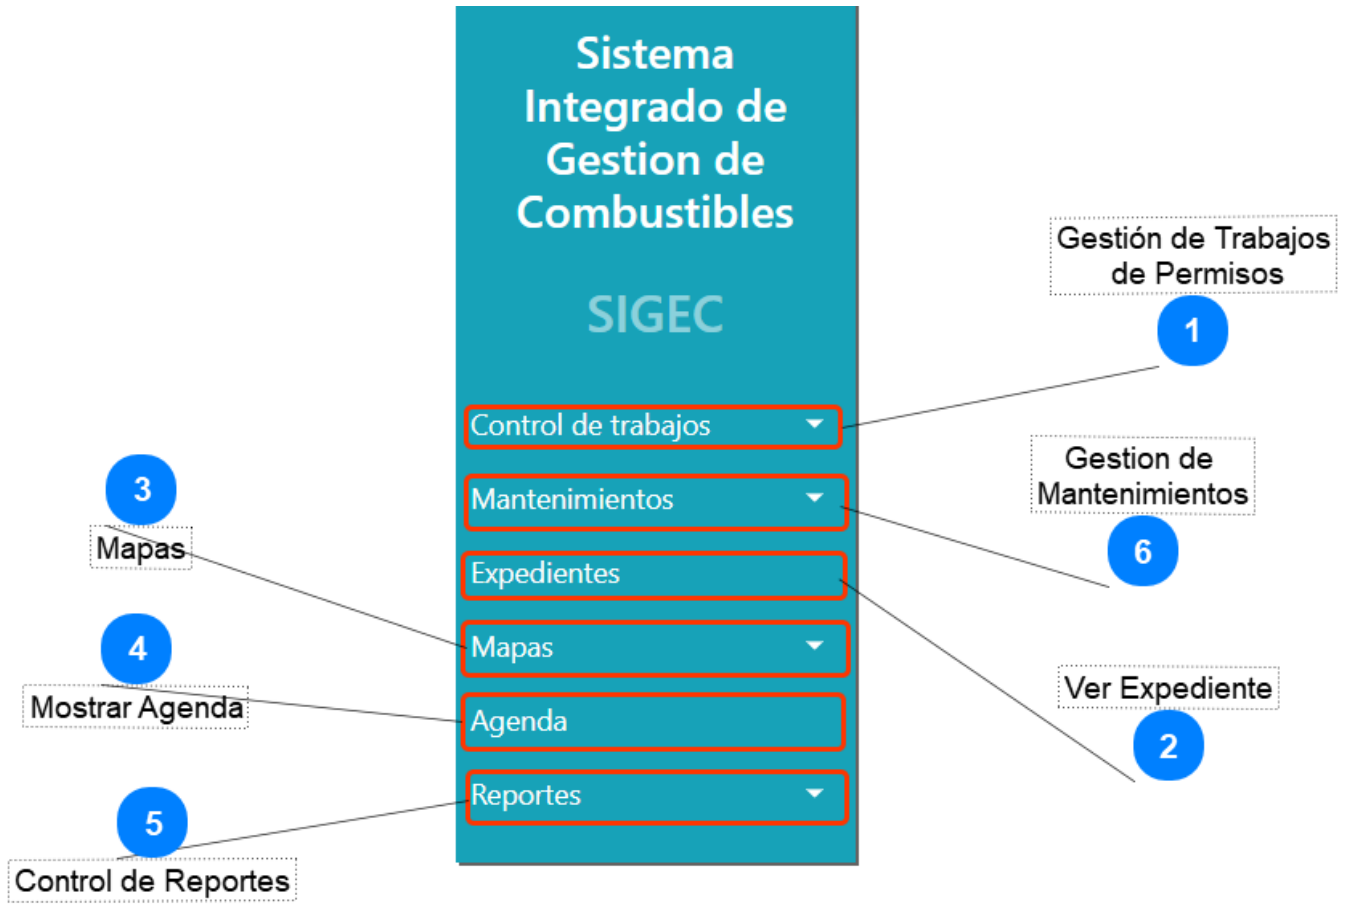 Sistema
Integrado de
Gestion de
Combustibles
SIGEC
Control de trabajos
Mantenimientos
Expedientes
Mapas
Agenda
Reportes
Gestión de Trabajos
de Permisos
1
Gestion de
Mantenimientos
6
Ver Expediente
2
3
Mapas
4
Mostrar Agenda
5
Control de Reportes